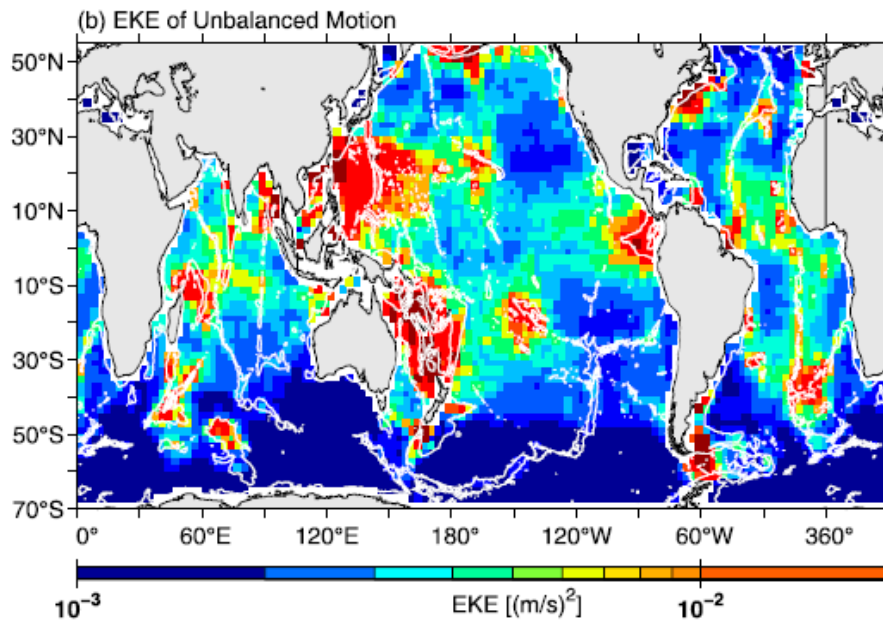 (b) EKE of Unbalanced Motion
50°N
30°N
10°N
10°S
30°S
50°S
70°S
0° 60°E 120°E 180° 120°W 60°W 360°
10⁻³ EKE [(m/s)²] 10⁻²